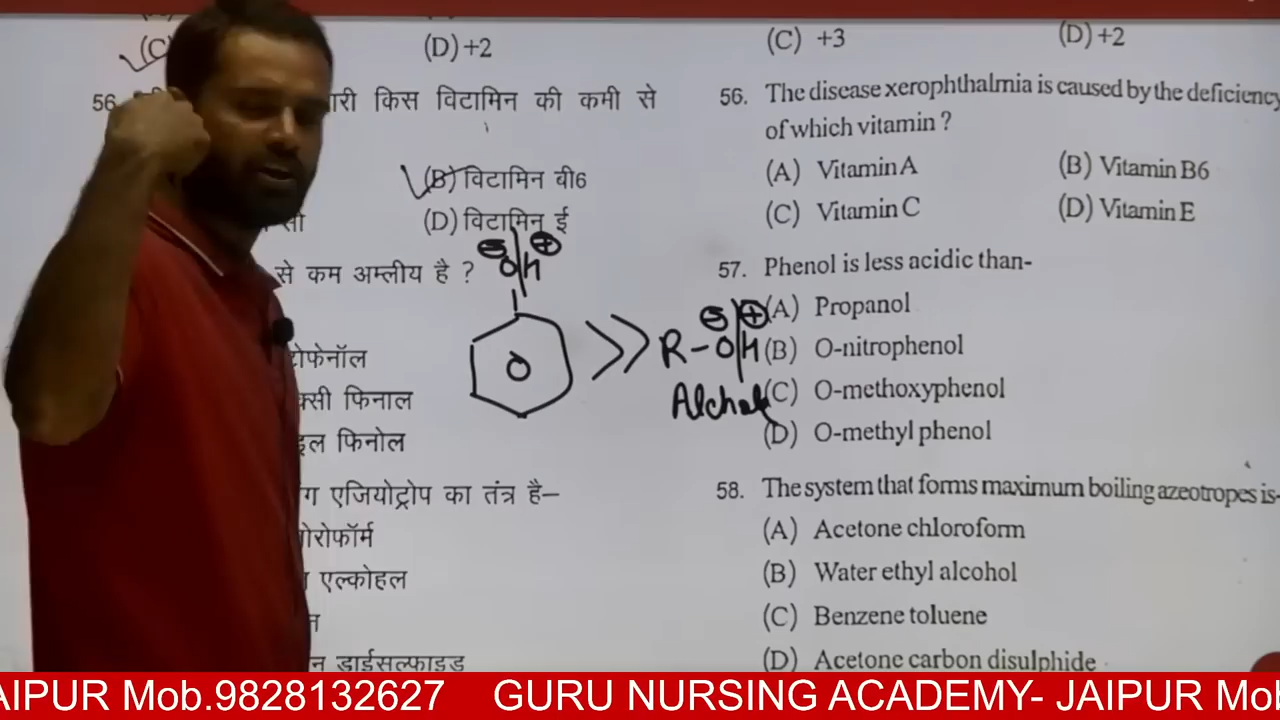 (C) (D) +2
56. बीमारी किस विटामिन की कमी से
(B) विटामिन बी6
(D) विटामिन ई
से कम अम्लीय है ?
फिनाल
फिनोल
एजियोट्रोप का तंत्र है–
एल्कोहल
डाईसल्फाइड
⊖ ⊕
O H
O >> R-OH
⊖ ⊕
(C) +3 (D) +2
56. The disease xerophthalmia is caused by the deficiency
of which vitamin ?
(A) Vitamin A (B) Vitamin B6
(C) Vitamin C (D) Vitamin E
57. Phenol is less acidic than-
(A) Propanol
(B) O-nitrophenol
(C) O-methoxyphenol
(D) O-methyl phenol
58. The system that forms maximum boiling azeotropes is-
(A) Acetone chloroform
(B) Water ethyl alcohol
(C) Benzene toluene
(D) Acetone carbon disulphide
AIPUR Mob.9828132627 GURU NURSING ACADEMY- JAIPUR Mob